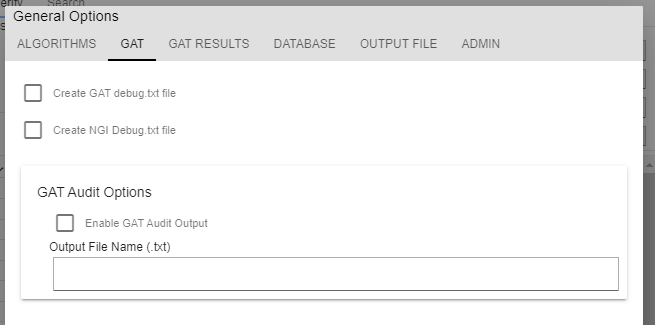 Search
General Options
ALGORITHMS GAT GAT RESULTS DATABASE OUTPUT FILE ADMIN
Create GAT debug.txt file
Create NGI Debug.txt file
GAT Audit Options
Enable GAT Audit Output
Output File Name (.txt)